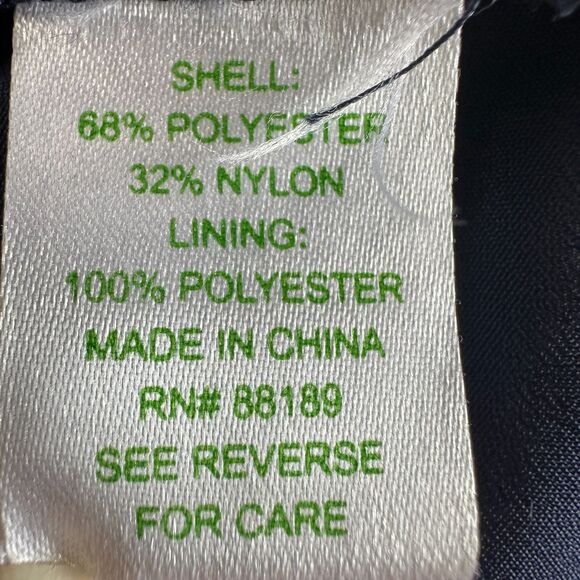 SHELL:
68% POLYESTER
32% NYLON
LINING:
100% POLYESTER
MADE IN CHINA
RN# 88189
SEE REVERSE
FOR CARE